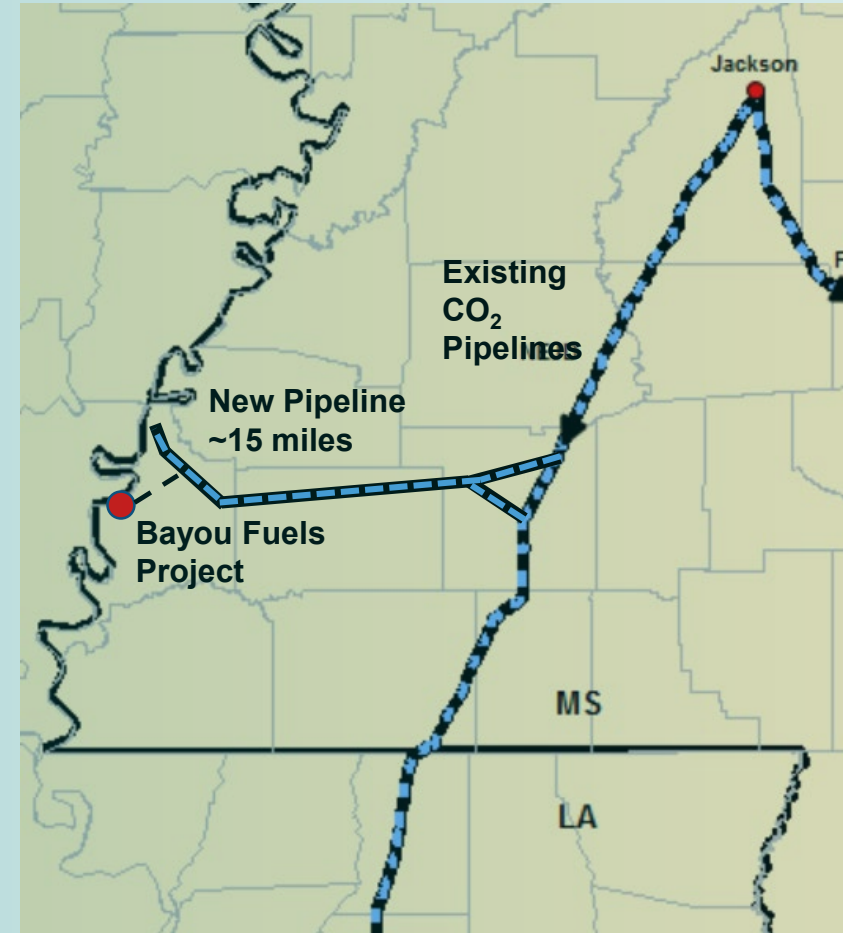 Jackson
Existing
CO₂
Pipelines
New Pipeline
~15 miles
Bayou Fuels
Project
MS
LA